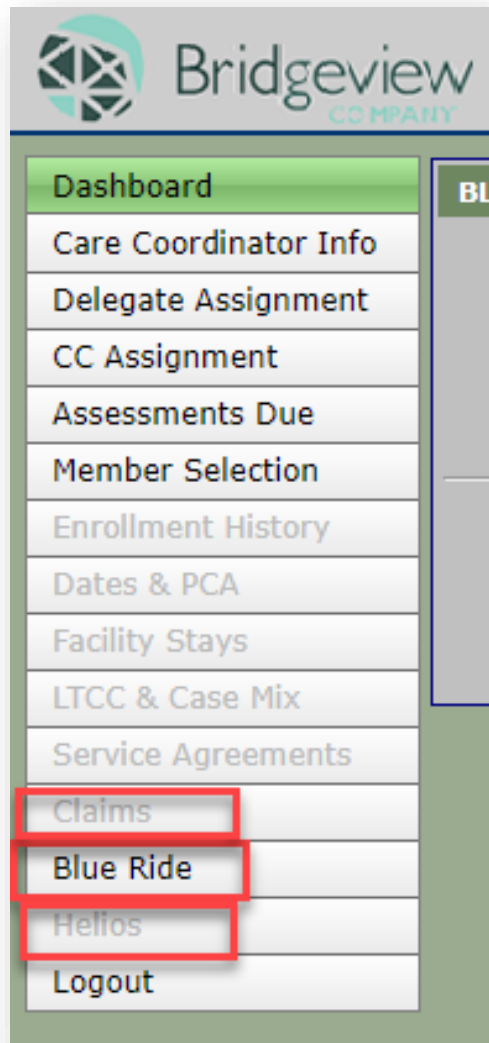 Bridgeview
COMPANY
Dashboard
BL
Care Coordinator Info
Delegate Assignment
CC Assignment
Assessments Due
Member Selection
Enrollment History
Dates & PCA
Facility Stays
LTCC & Case Mix
Service Agreements
Claims
Blue Ride
Helios
Logout